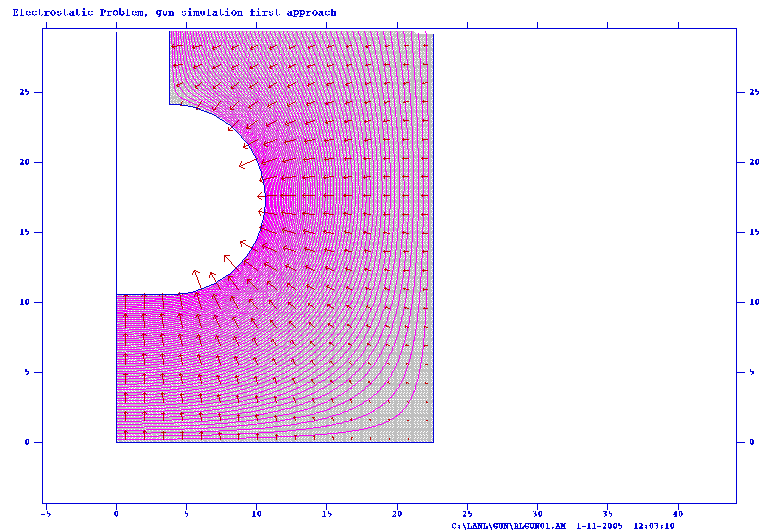 Electrostatic Problem, gun simulation first approach
25 25
20 20
15 15
10 10
5 5
0 0
-5 0 5 10 15 20 25 30 35 40
C:\LANL\GUN\BLGUN01.AM 1-11-2005 12:03:10